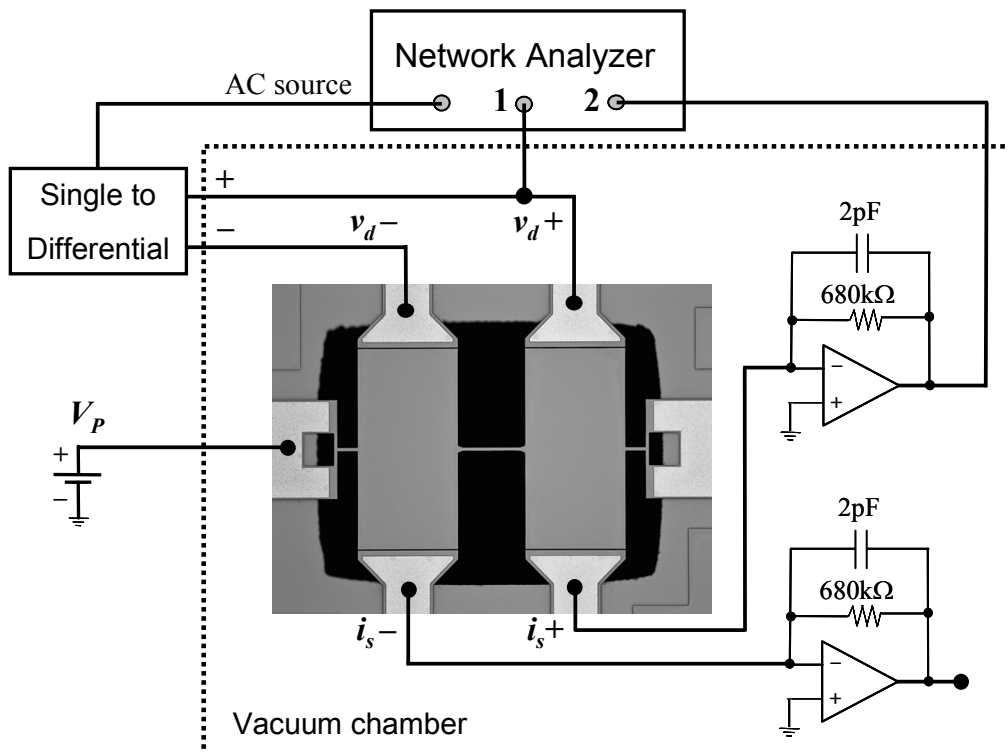 Network Analyzer
AC source
1
2
Single to
Differential
+
−
v_d−
v_d+
2pF
680kΩ
−
+
V_P
+
−
2pF
680kΩ
−
+
i_s−
i_s+
Vacuum chamber